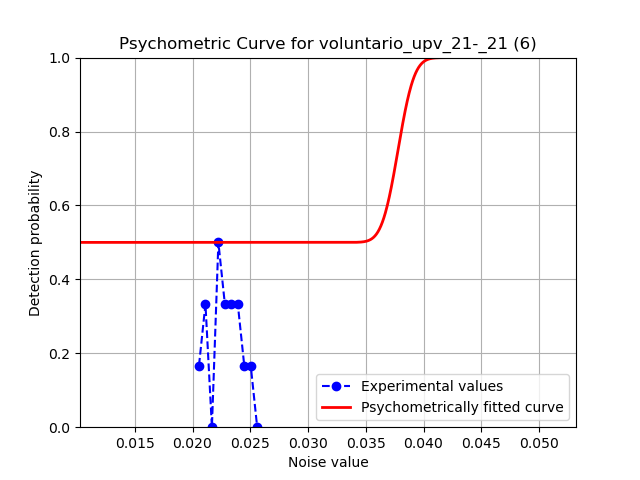 Psychometric Curve for voluntario_upv_21-_21 (6)
1.0
0.8
0.6
0.4
0.2
0.0
Detection probability
Experimental values
Psychometrically fitted curve
0.015 0.020 0.025 0.030 0.035 0.040 0.045 0.050
Noise value